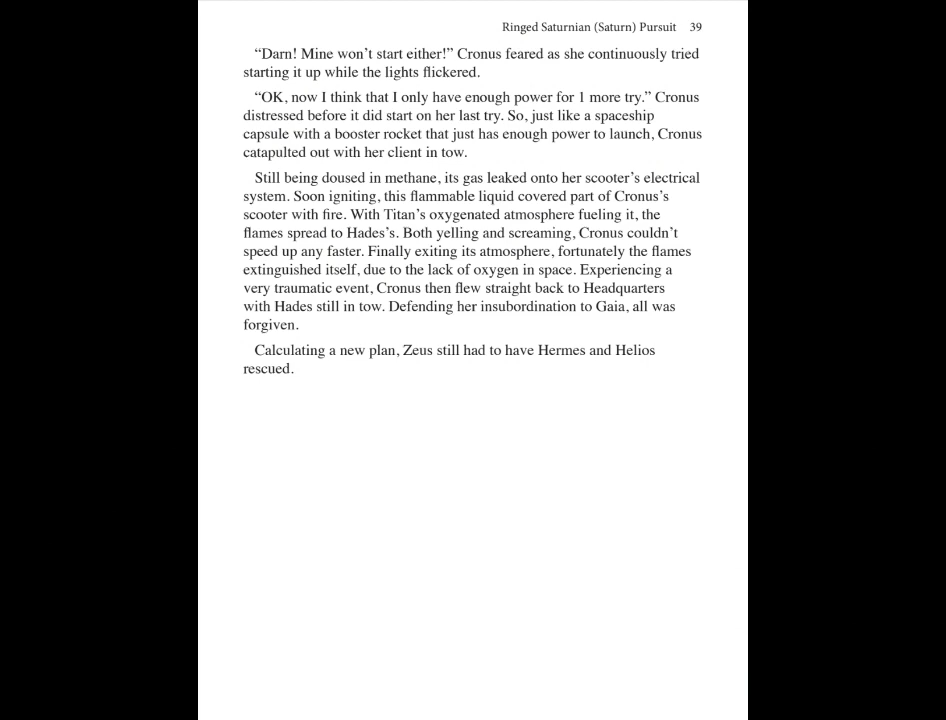 Ringed Saturnian (Saturn) Pursuit 39
“Darn! Mine won’t start either!” Cronus feared as she continuously tried
starting it up while the lights flickered.
“OK, now I think that I only have enough power for 1 more try.” Cronus
distressed before it did start on her last try. So, just like a spaceship
capsule with a booster rocket that just has enough power to launch, Cronus
catapulted out with her client in tow.
Still being doused in methane, its gas leaked onto her scooter’s electrical
system. Soon igniting, this flammable liquid covered part of Cronus’s
scooter with fire. With Titan’s oxygenated atmosphere fueling it, the
flames spread to Hades’s. Both yelling and screaming, Cronus couldn’t
speed up any faster. Finally exiting its atmosphere, fortunately the flames
extinguished itself, due to the lack of oxygen in space. Experiencing a
very traumatic event, Cronus then flew straight back to Headquarters
with Hades still in tow. Defending her insubordination to Gaia, all was
forgiven.
Calculating a new plan, Zeus still had to have Hermes and Helios
rescued.